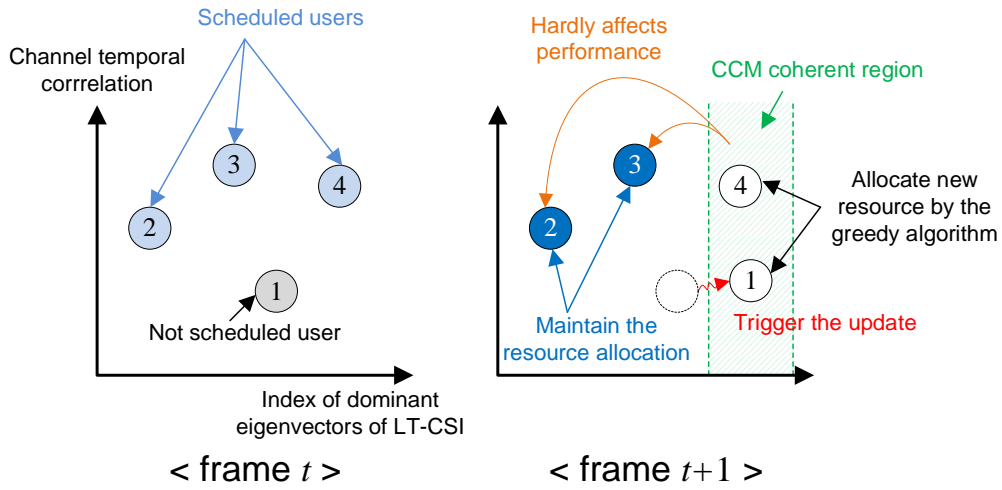 Scheduled users
Channel temporal
corrrelation
2
3
4
1
Not scheduled user
Index of dominant
eigenvectors of LT-CSI
< frame t >
Hardly affects
performance
CCM coherent region
3
4
2
1
Allocate new
resource by the
greedy algorithm
Maintain the
resource allocation
Trigger the update
< frame t+1 >